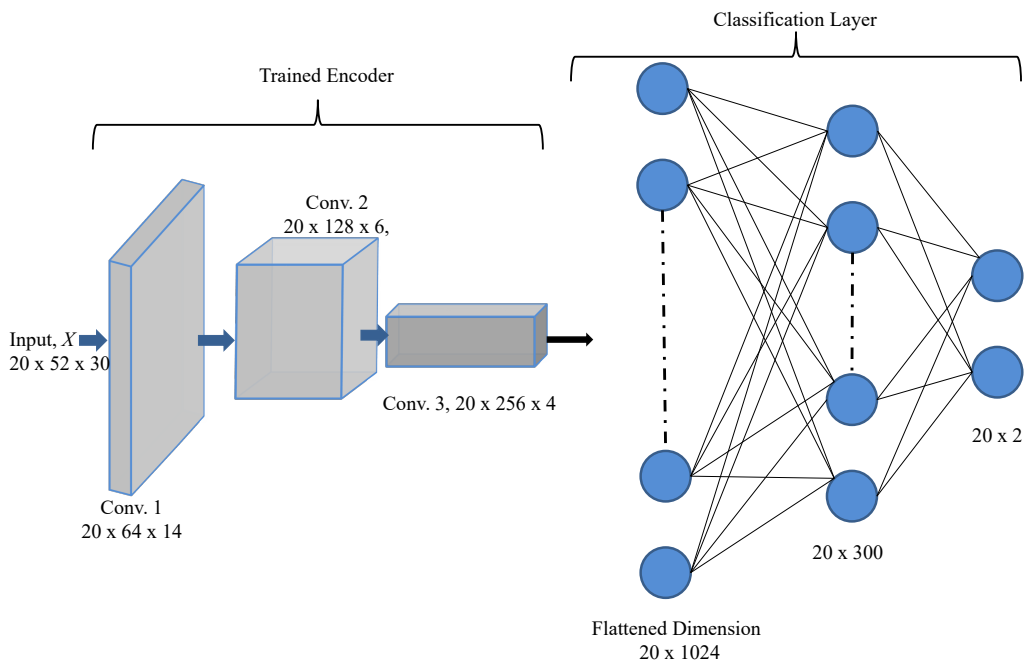 Classification Layer
Trained Encoder
Conv. 2
20 x 128 x 6,
Input, X
20 x 52 x 30
Conv. 3, 20 x 256 x 4
Conv. 1
20 x 64 x 14
20 x 2
20 x 300
Flattened Dimension
20 x 1024